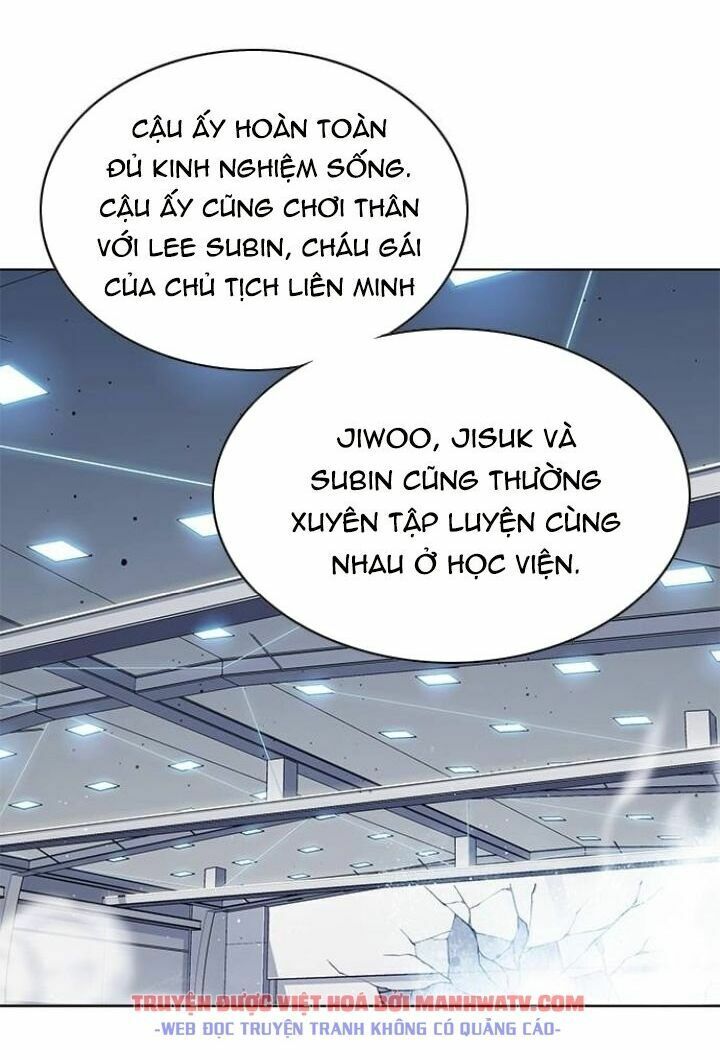 CẬU ẤY HOÀN TOÀN
ĐỦ KINH NGHIỆM SỐNG.
CẬU ẤY CŨNG CHƠI THÂN
VỚI LEE SUBIN, CHÁU GÁI
CỦA CHỦ TỊCH LIÊN MINH
JIWOO, JISUK VÀ
SUBIN CŨNG THƯỜNG
XUYÊN TẬP LUYỆN CÙNG
NHAU Ở HỌC VIỆN.
TRUYỆN ĐƯỢC VIỆT HOÁ BỞI MANHWATV.COM
-WEB ĐỌC TRUYỆN TRANH KHÔNG CÓ QUẢNG CÁO-